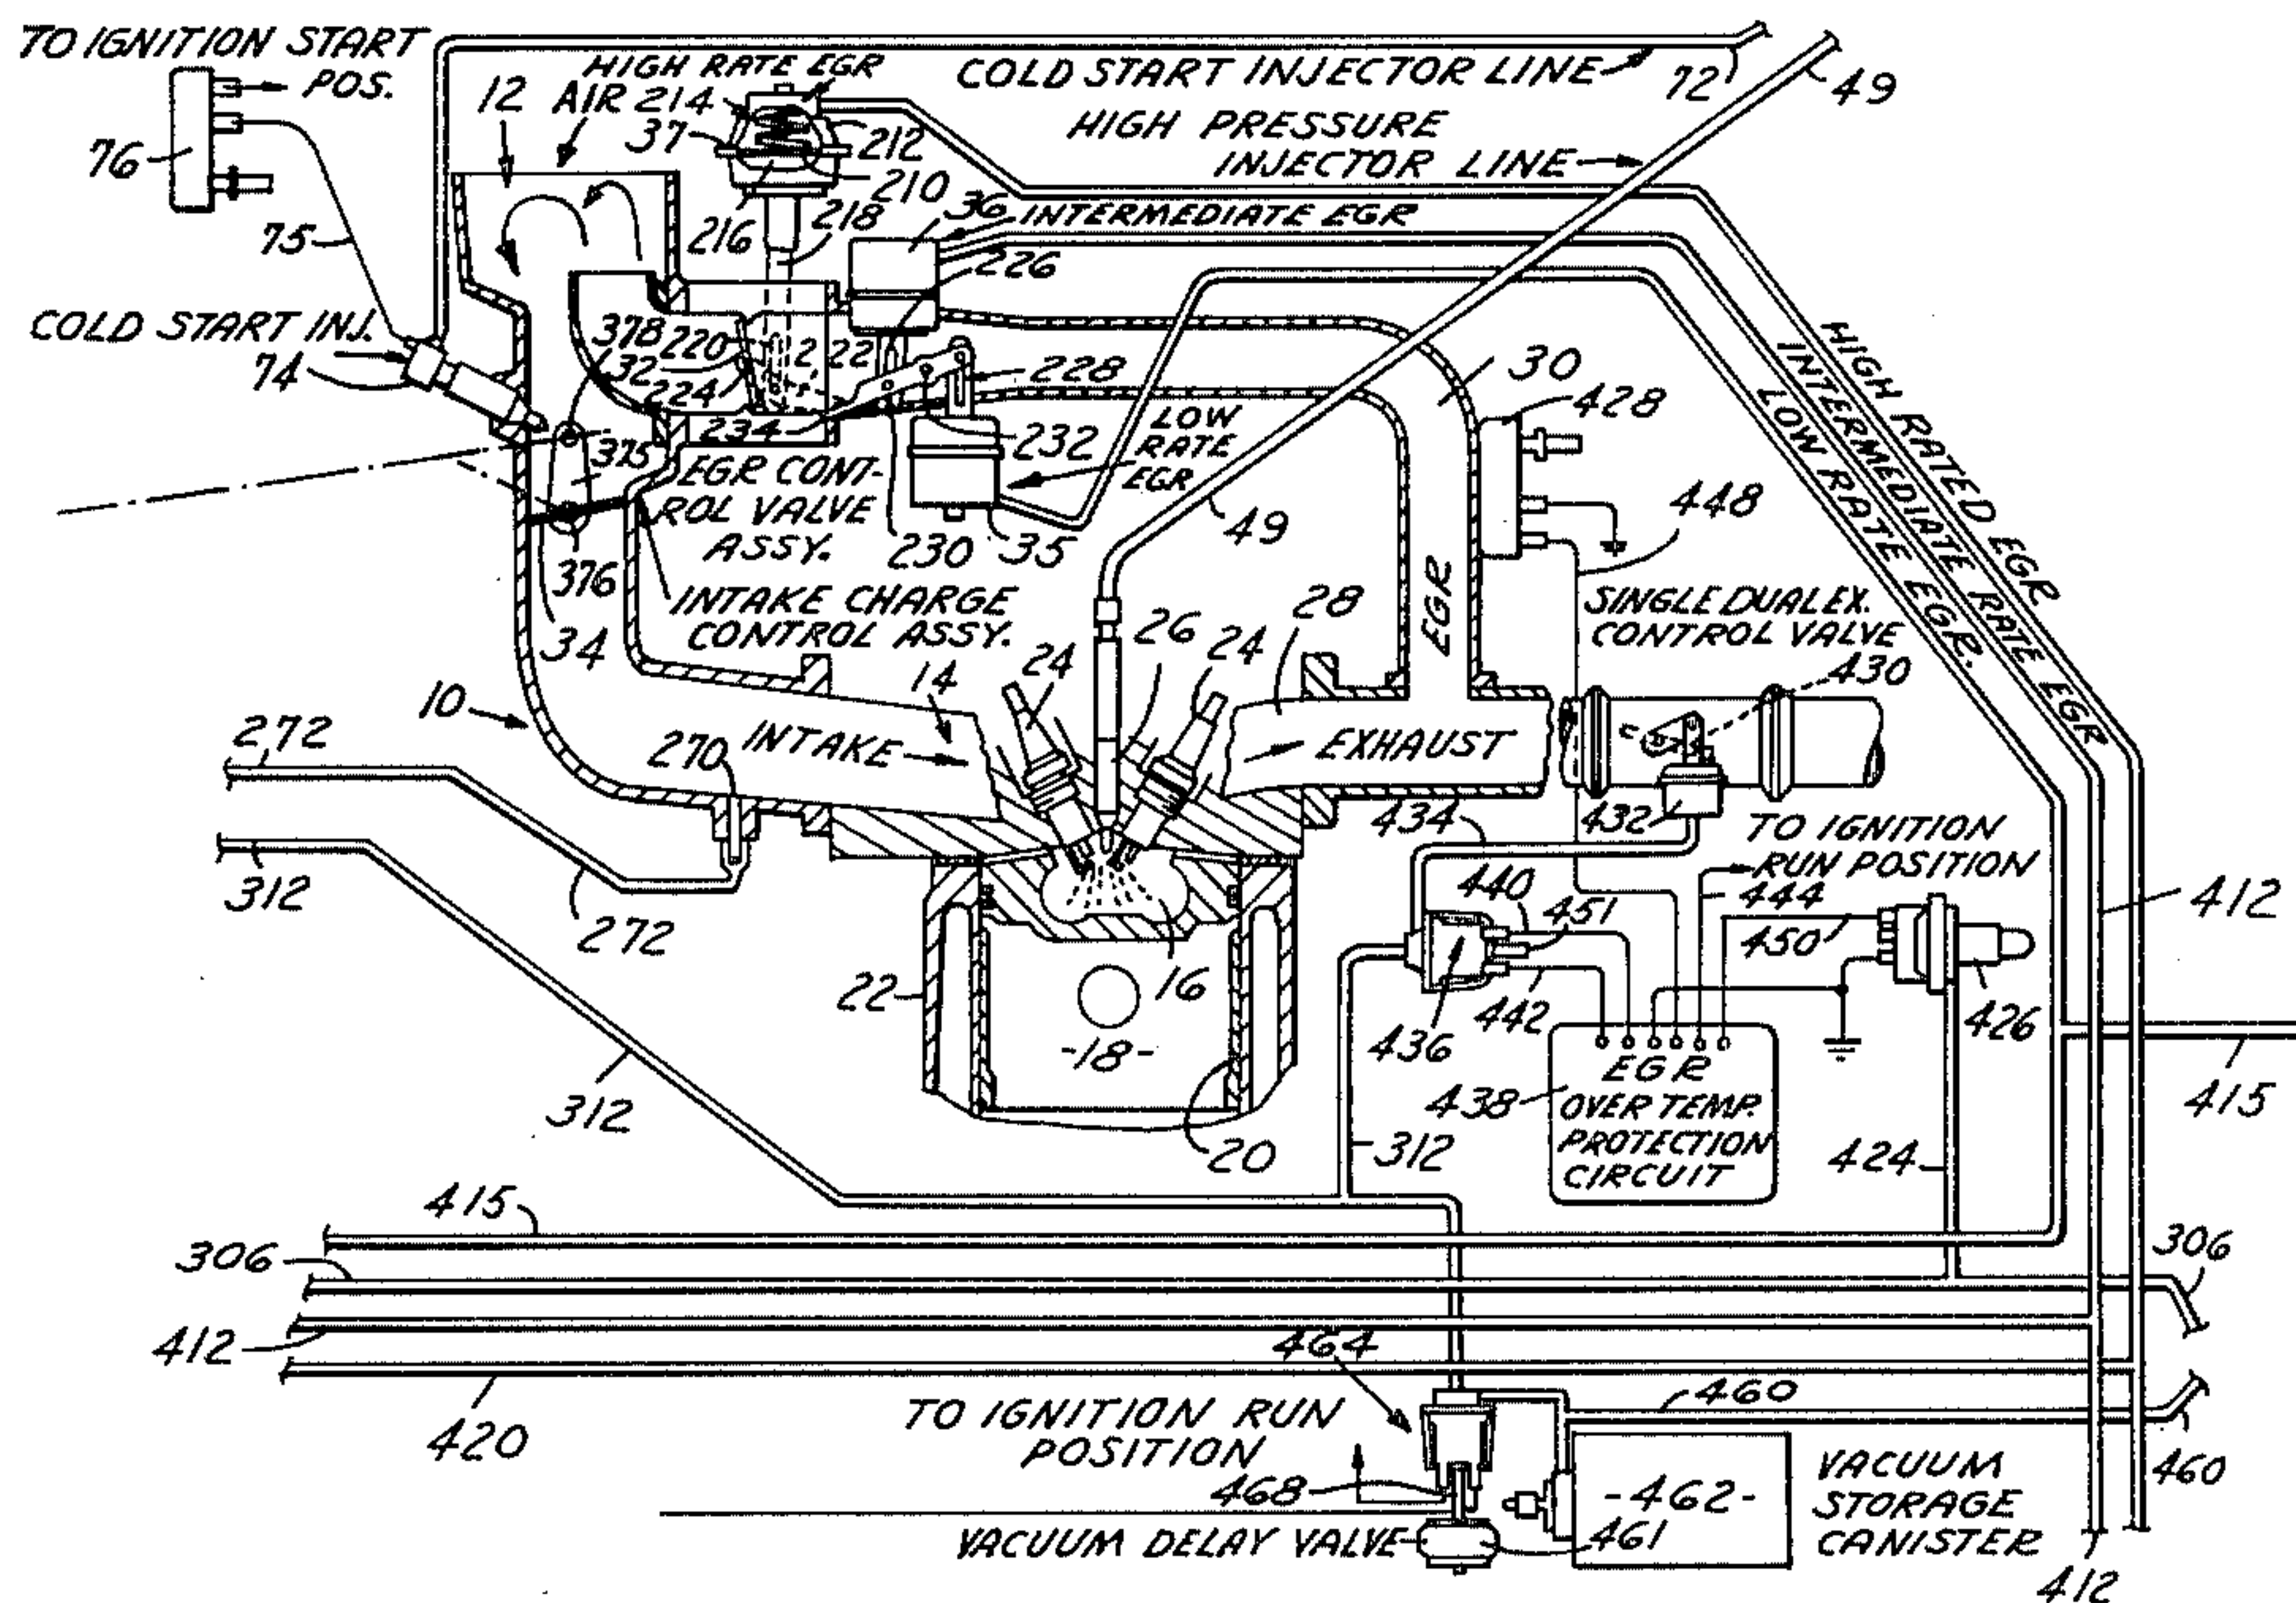 TO IGNITION START
POS.
76
75
COLD START INJ.
74
12
AIR
HIGH RATE EGR
214
37
212
210
216
218
COLD START INJECTOR LINE
72
49
HIGH PRESSURE
INJECTOR LINE
36
INTERMEDIATE EGR
226
378
220
2
22
32
224
234
228
232
LOW
RATE
EGR
30
428
375
EGR CONT-
ROL VALVE
ASSY.
230
35
49
376
34
INTAKE CHARGE
CONTROL ASSY.
448
HIGH RATED EGR
INTERMEDIATE RATE EGR
LOW RATE EGR.
EGR
SINGLE DUAL EX.
CONTROL VALVE
430
10
14
24
26
24
28
272
INTAKE
270
EXHAUST
434
432
TO IGNITION
RUN POSITION
312
272
440
451
444
450
412
22
16
-18-
436
442
426
EGR
OVER TEMP.
PROTECTION
CIRCUIT
438
415
312
20
312
424
415
306
306
412
464
420
TO IGNITION RUN
POSITION
460
460
468
-462-
461
VACUUM
STORAGE
CANISTER
VACUUM DELAY VALVE
412